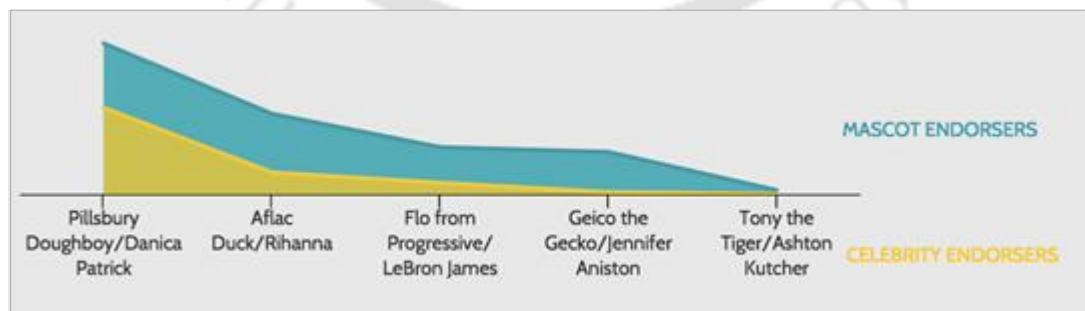 MASCOT ENDORSERS
Pillsbury
Doughboy/Danica
Patrick
Aflac
Duck/Rihanna
Flo from
Progressive/
LeBron James
Geico the
Gecko/Jennifer
Aniston
Tony the
Tiger/Ashton
Kutcher
CELEBRITY ENDORSERS